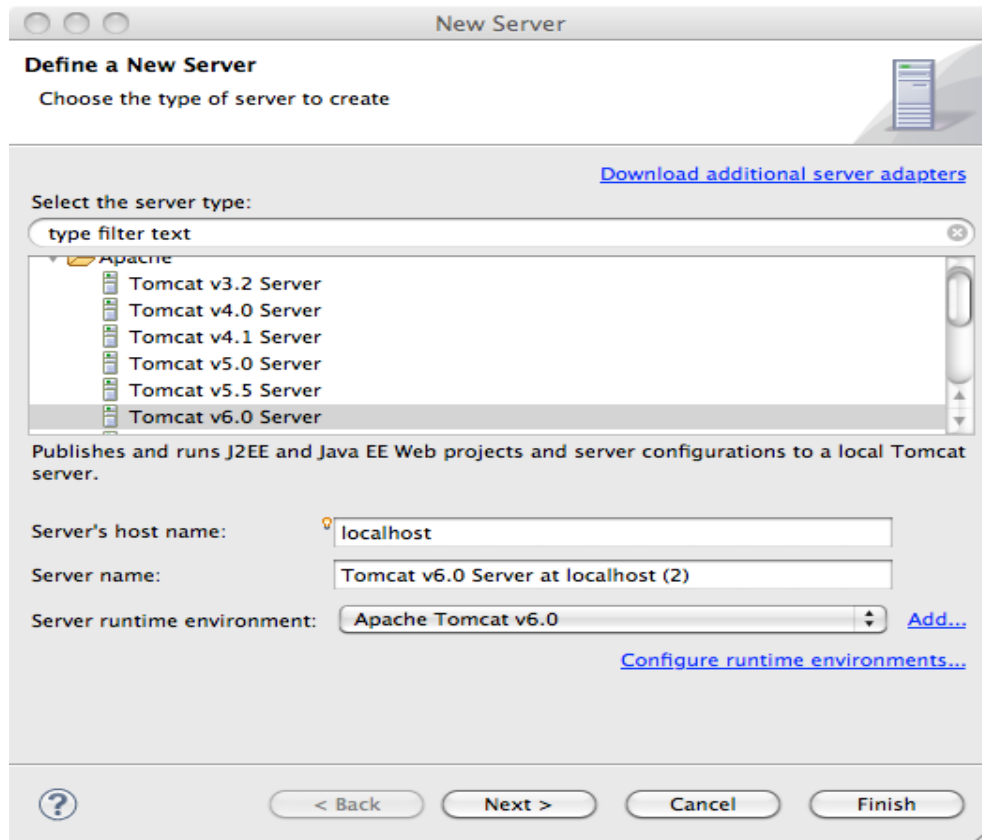 New Server
Define a New Server
Choose the type of server to create
Download additional server adapters
Select the server type:
type filter text
Apache
Tomcat v3.2 Server
Tomcat v4.0 Server
Tomcat v4.1 Server
Tomcat v5.0 Server
Tomcat v5.5 Server
Tomcat v6.0 Server
Publishes and runs J2EE and Java EE Web projects and server configurations to a local Tomcat
server.
Server's host name: localhost
Server name: Tomcat v6.0 Server at localhost (2)
Server runtime environment: Apache Tomcat v6.0 Add...
Configure runtime environments...
? < Back Next > Cancel Finish